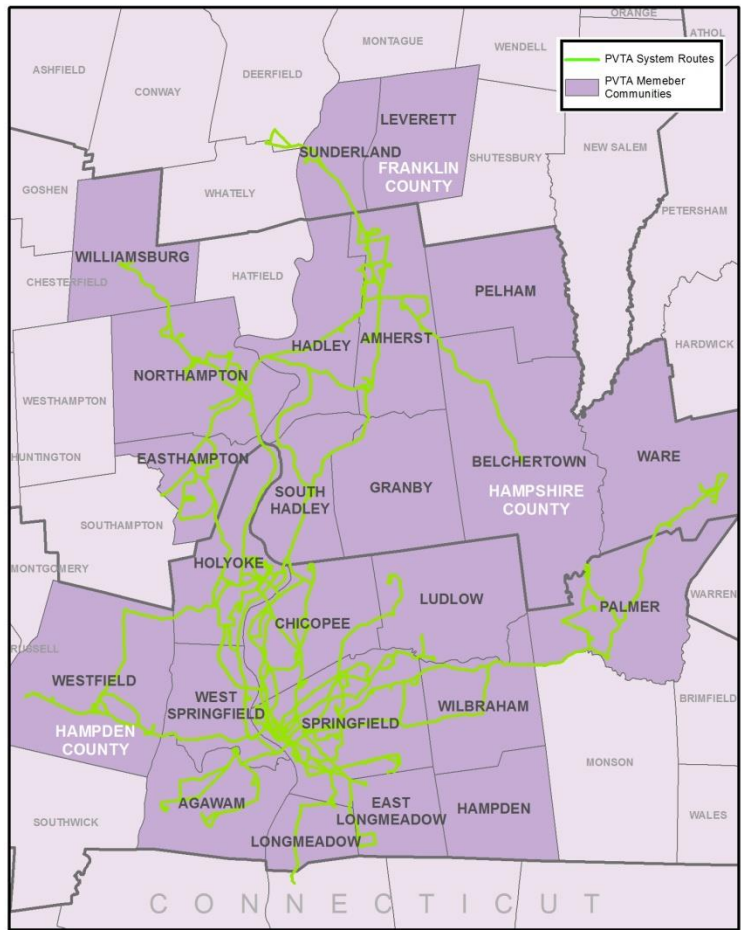 ORANGE
MONTAGUE
WENDELL
ATHOL
PVTA System Routes
PVTA Memeber
Communities
ASHFIELD
DEERFIELD
CONWAY
LEVERETT
SUNDERLAND
FRANKLIN
COUNTY
SHUTESBURY
NEW SALEM
GOSHEN
WHATELY
PETERSHAM
WILLIAMSBURG
HATFIELD
CHESTERFIELD
PELHAM
HADLEY
AMHERST
HARDWICK
NORTHAMPTON
WESTHAMPTON
HUNTINGTON
EASTHAMPTON
BELCHERTOWN
WARE
SOUTH
HADLEY
GRANBY
HAMPSHIRE
COUNTY
SOUTHAMPTON
MONTGOMERY
HOLYOKE
LUDLOW
PALMER
WARREN
CHICOPEE
RUSSELL
WESTFIELD
WEST
SPRINGFIELD
SPRINGFIELD
WILBRAHAM
BRIMFIELD
HAMPDEN
COUNTY
MONSON
AGAWAM
EAST
LONGMEADOW
HAMPDEN
SOUTHWICK
WALES
LONGMEADOW
CONNECTICUT